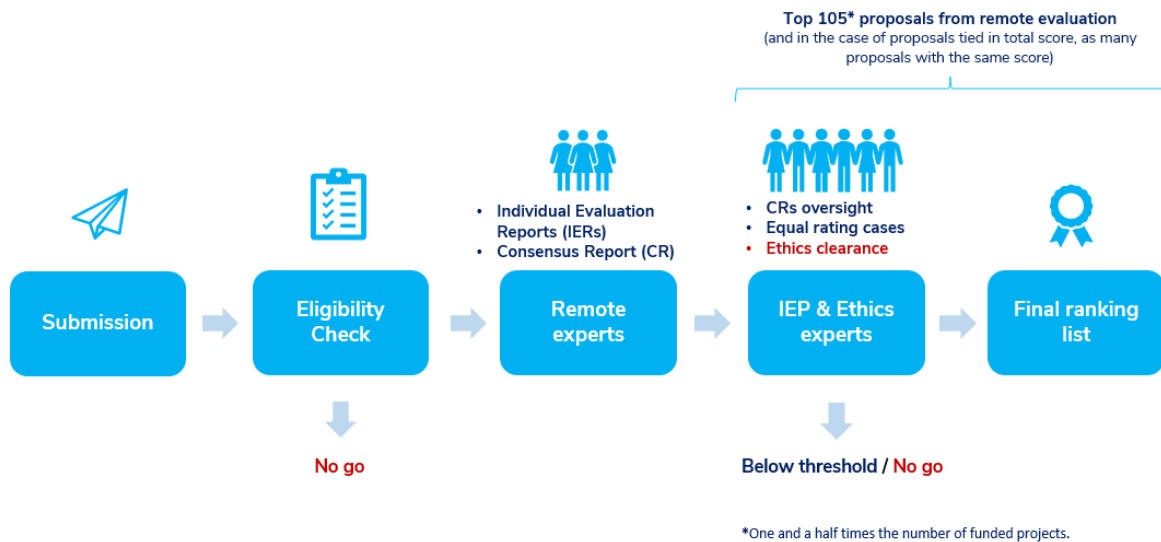 Top 105* proposals from remote evaluation
(and in the case of proposals tied in total score, as many
proposals with the same score)
• Individual Evaluation
Reports (IERs)
• Consensus Report (CR)
• CRs oversight
• Equal rating cases
• Ethics clearance
Submission
Eligibility
Check
Remote
experts
IEP & Ethics
experts
Final ranking
list
No go
Below threshold / No go
*One and a half times the number of funded projects.